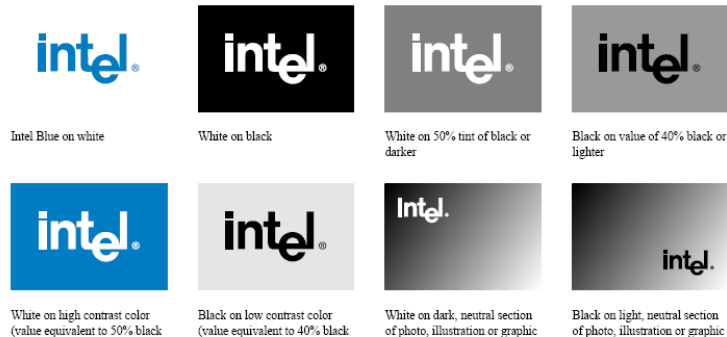 intel®
intel®
intel®
intel®
Intel Blue on white
White on black
White on 50% tint of black or
darker
Black on value of 40% black or
lighter
intel®
intel®
intel®
intel®
White on high contrast color
(value equivalent to 50% black
Black on low contrast color
(value equivalent to 40% black
White on dark, neutral section
of photo, illustration or graphic
Black on light, neutral section
of photo, illustration or graphic